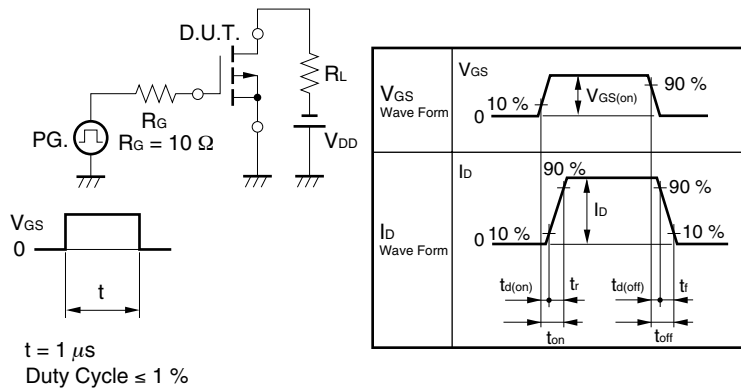 D.U.T.
RL
RG
PG.
RG = 10 Ω
VDD
VGS
0
t
t = 1 μs
Duty Cycle ≤ 1 %
VGS
Wave Form
VGS
10 %
0
VGS(on)
90 %
ID
Wave Form
ID
90 %
90 %
ID
0
10 %
10 %
td(on)
tr
td(off)
tf
ton
toff